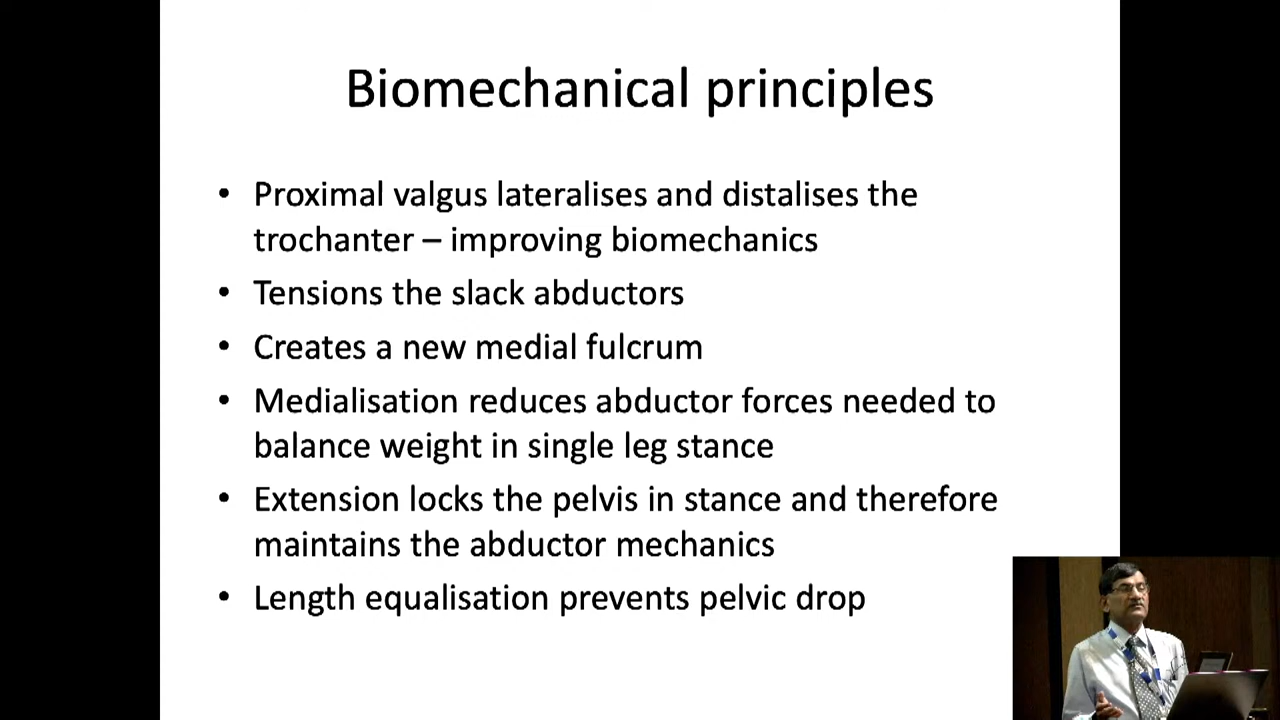 Biomechanical principles
• Proximal valgus lateralises and distalises the
trochanter – improving biomechanics
• Tensions the slack abductors
• Creates a new medial fulcrum
• Medialisation reduces abductor forces needed to
balance weight in single leg stance
• Extension locks the pelvis in stance and therefore
maintains the abductor mechanics
• Length equalisation prevents pelvic drop